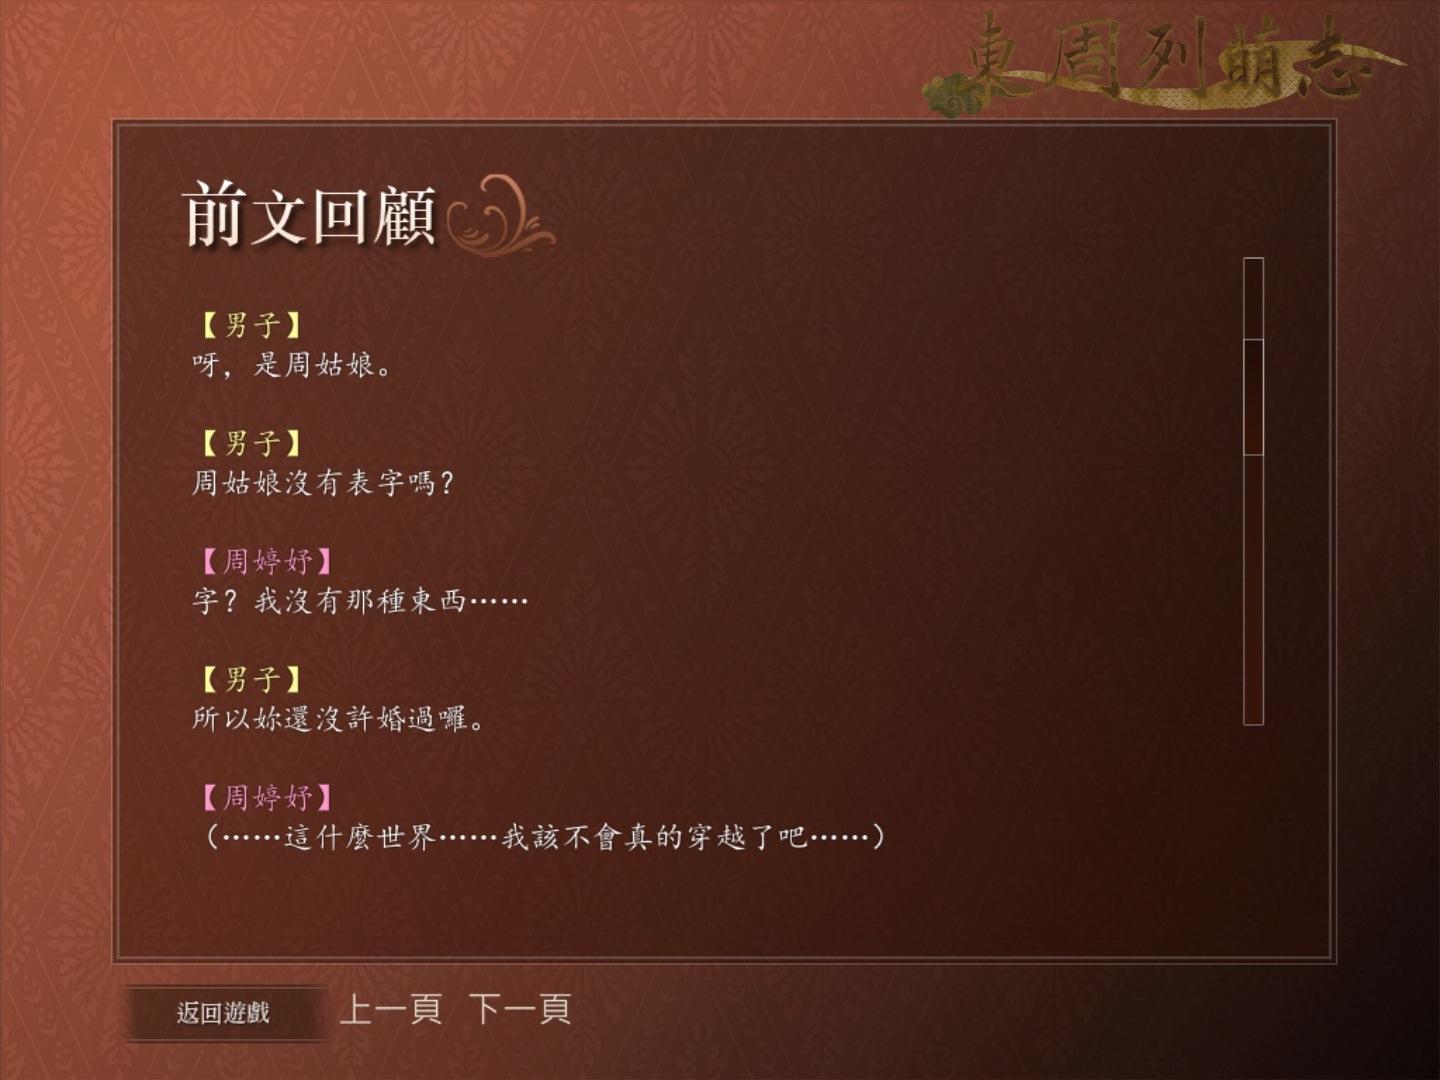 東周列萌志
前文回顧
【男子】
呀，是周姑娘。
【男子】
周姑娘沒有表字嗎？
【周婷妤】
字？我沒有那種東西……
【男子】
所以妳還沒許婚過囉。
【周婷妤】
（……這什麼世界……我該不會真的穿越了吧……）
返回遊戲 上一頁 下一頁